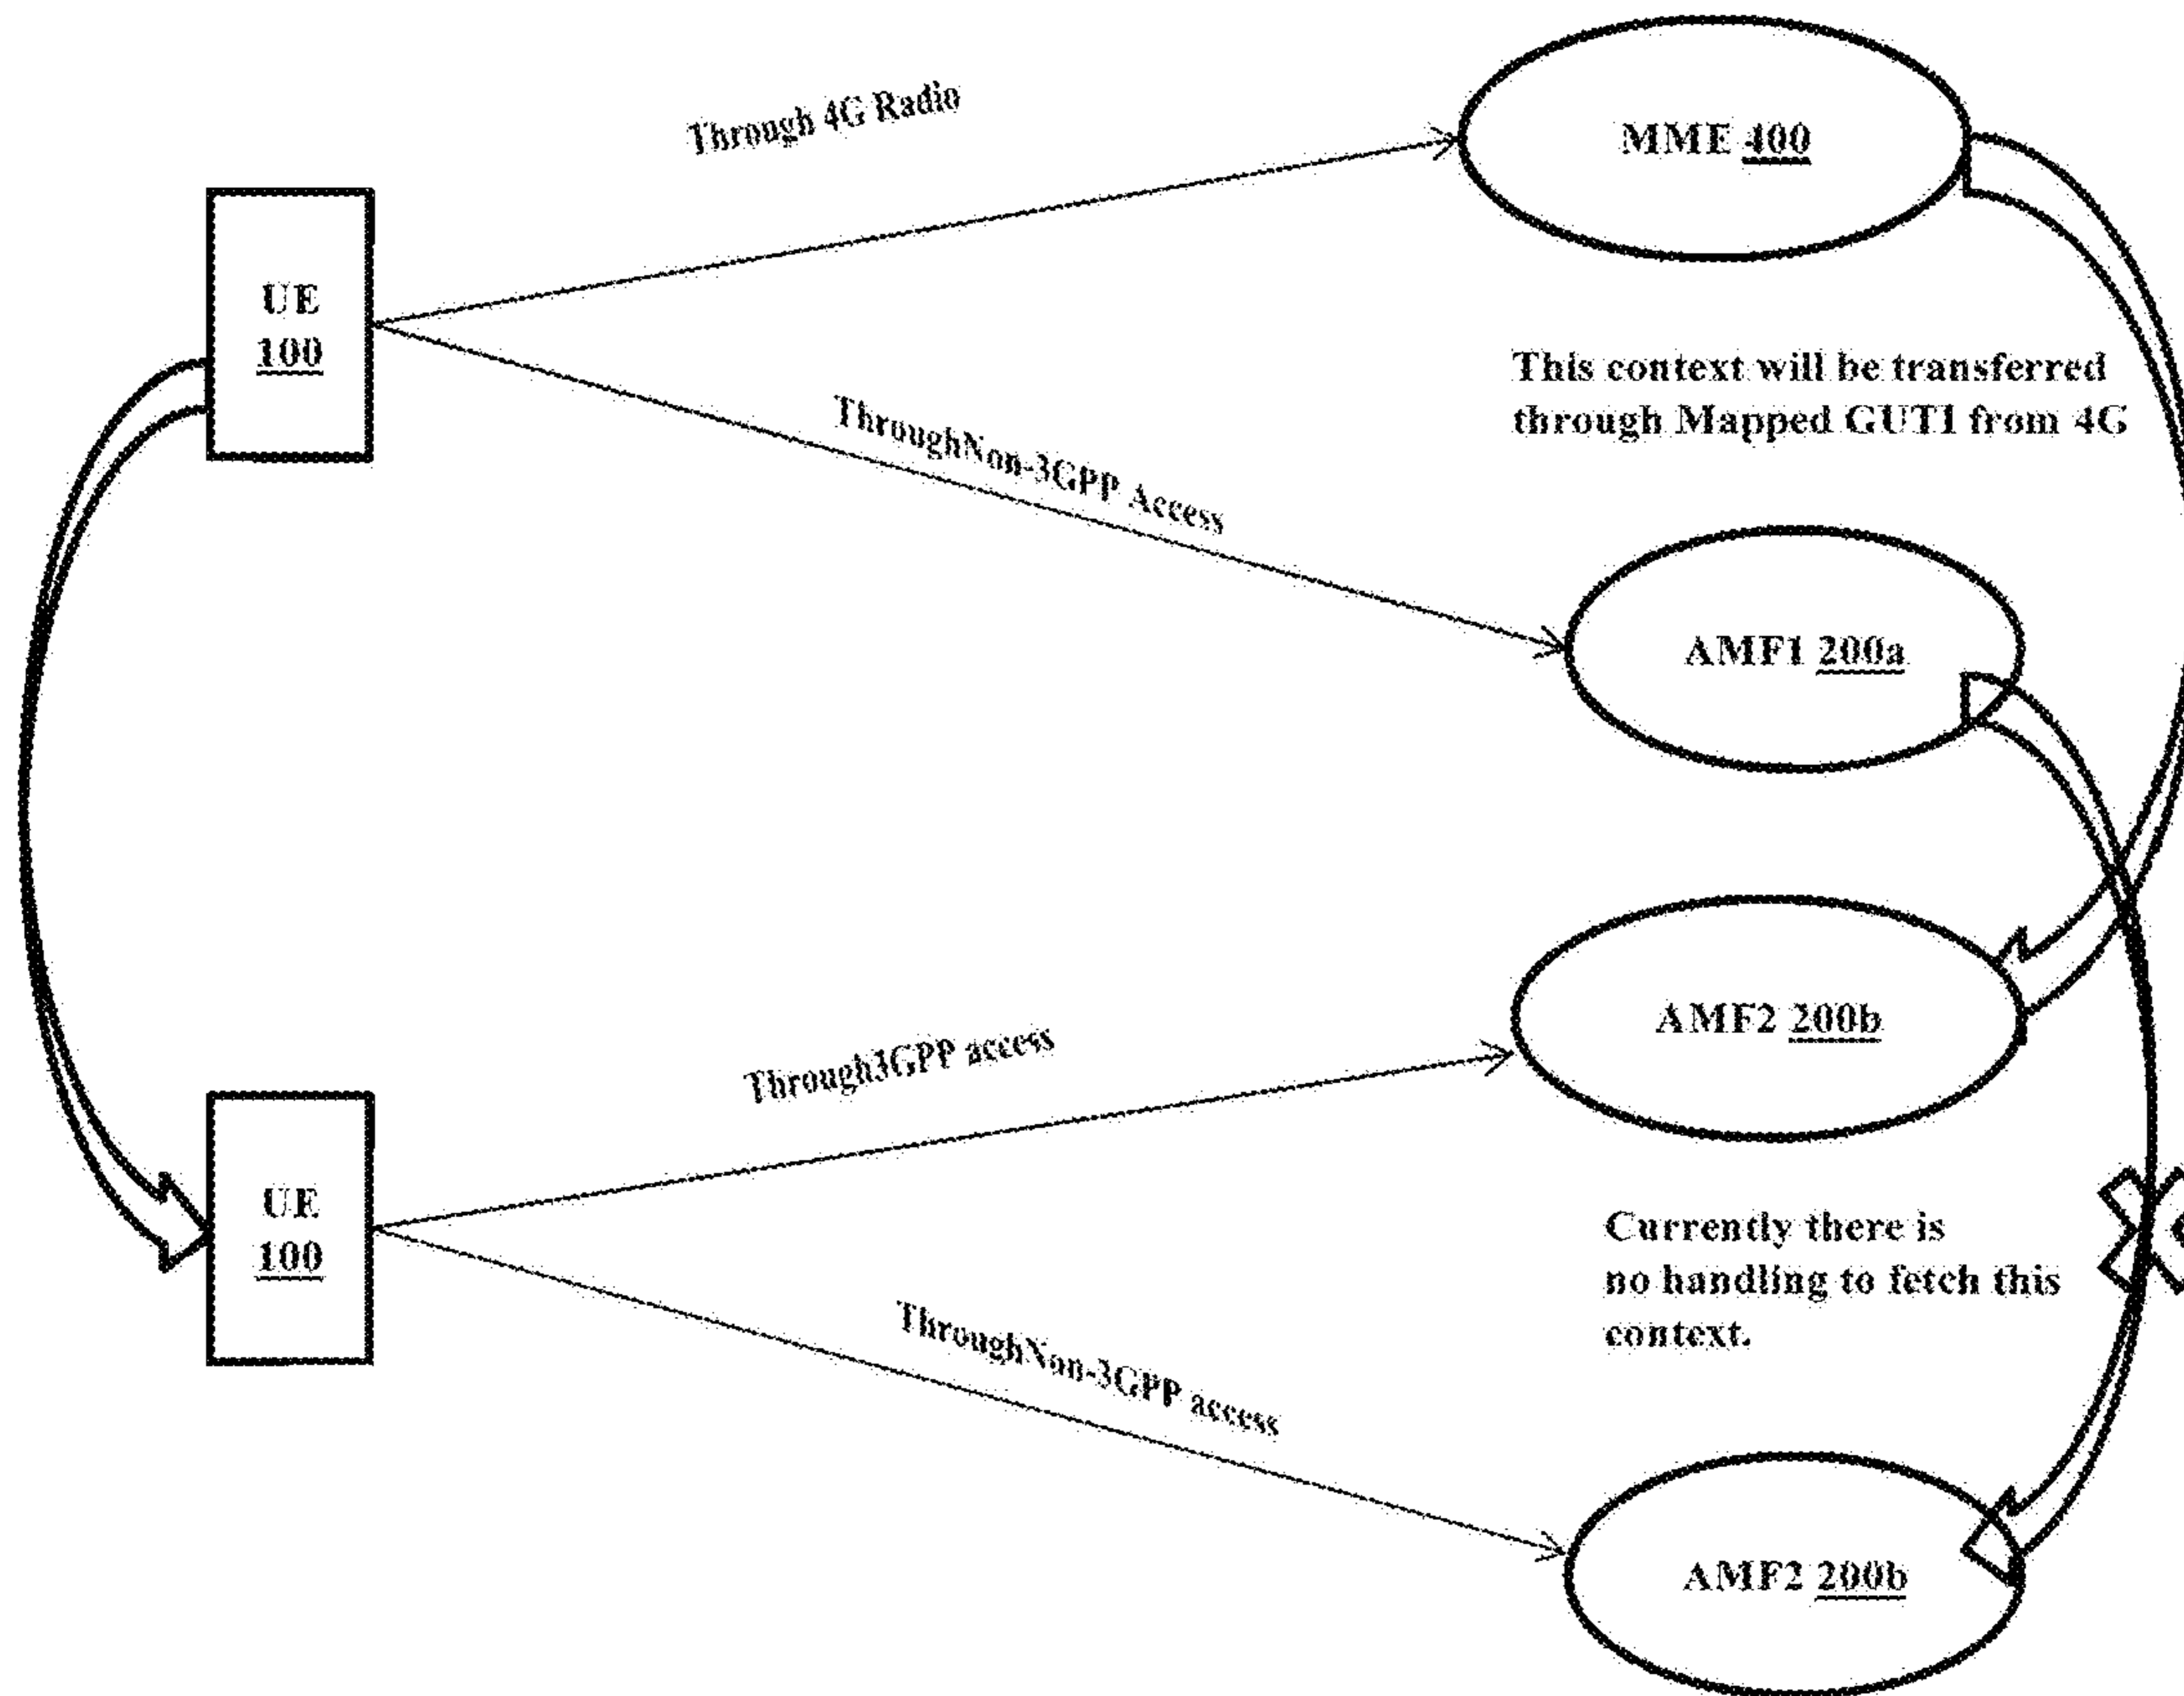 Through 4G Radio
MME 400
UE
100
This context will be transferred
through Mapped GUTI from 4G
ThroughNon-3GPP Access
AMF1 200a
AMF2 200b
Through3GPP access
UE
100
Currently there is
no handling to fetch this
context.
ThroughNon-3GPP access
AMF2 200b